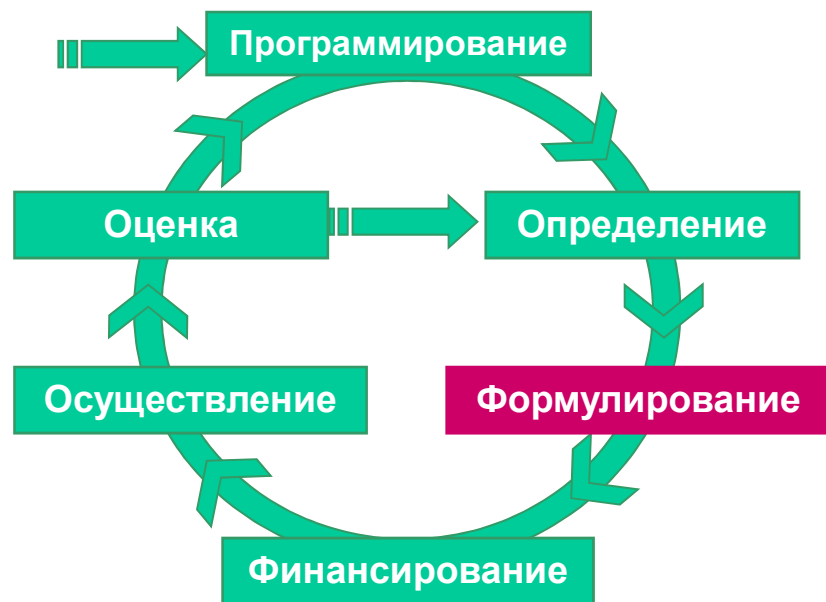 Программирование
Оценка
Определение
Осуществление
Формулирование
Финансирование